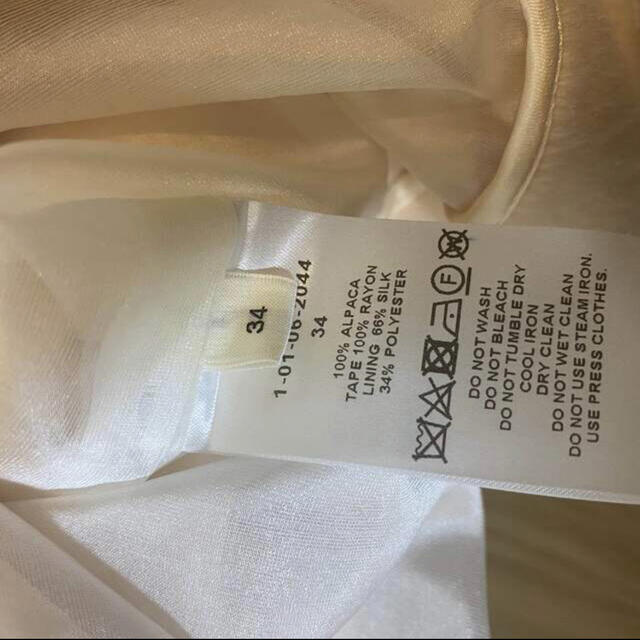 34
1-01-06-2044
34
100% ALPACA
TAPE 100% RAYON
LINING 66% SILK
34% POLYESTER
DO NOT WASH
DO NOT BLEACH
DO NOT TUMBLE DRY
COOL IRON
DRY CLEAN
DO NOT WET CLEAN
DO NOT USE STEAM IRON.
USE PRESS CLOTHES.